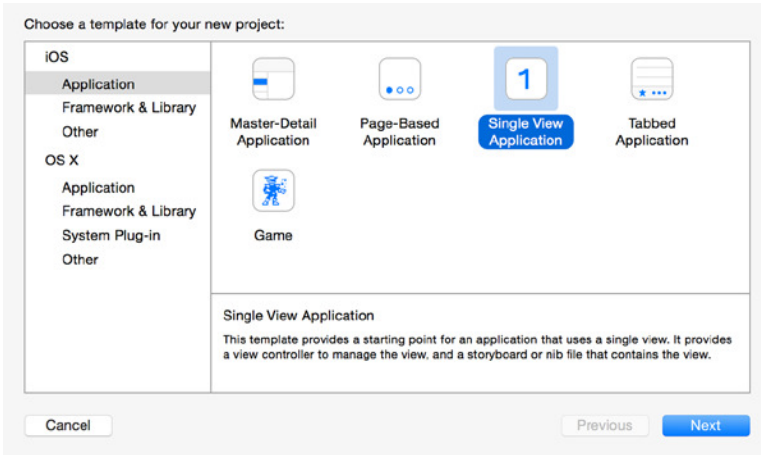 Choose a template for your new project:
iOS
Application
Framework & Library
Other
OS X
Application
Framework & Library
System Plug-in
Other
Master-Detail
Application
Page-Based
Application
1
Single View
Application
Tabbed
Application
Game
Single View Application
This template provides a starting point for an application that uses a single view. It provides
a view controller to manage the view, and a storyboard or nib file that contains the view.
Cancel
Previous
Next